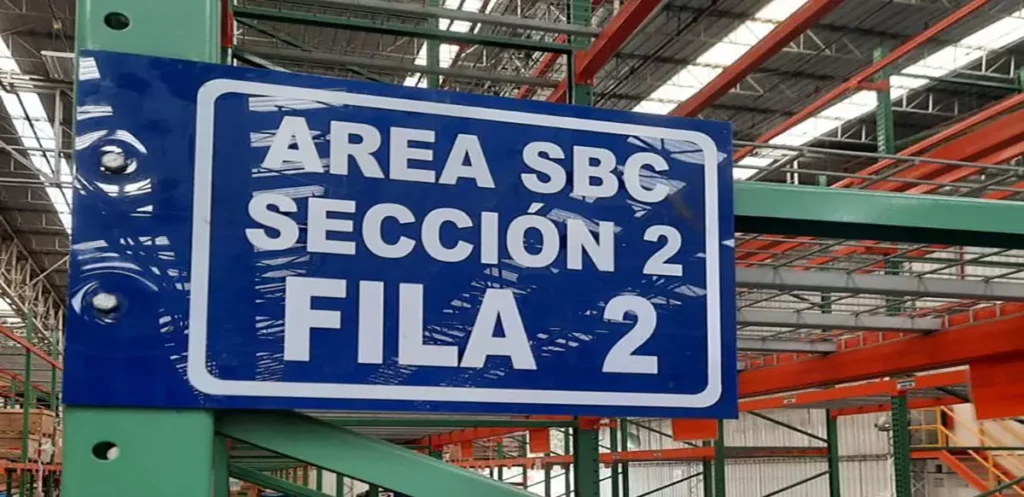 AREA SBC
SECCIÓN 2
FILA 2